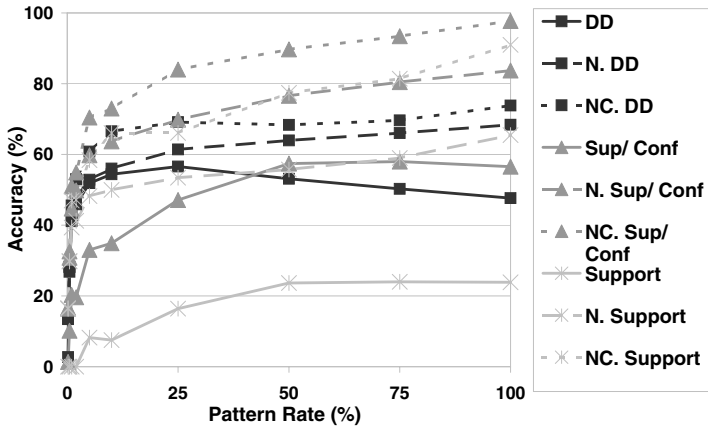 100
80
60
40
20
0
Accuracy (%)
0 25 50 75 100
Pattern Rate (%)
DD
N. DD
NC. DD
Sup/ Conf
N. Sup/ Conf
NC. Sup/
Conf
Support
N. Support
NC. Support